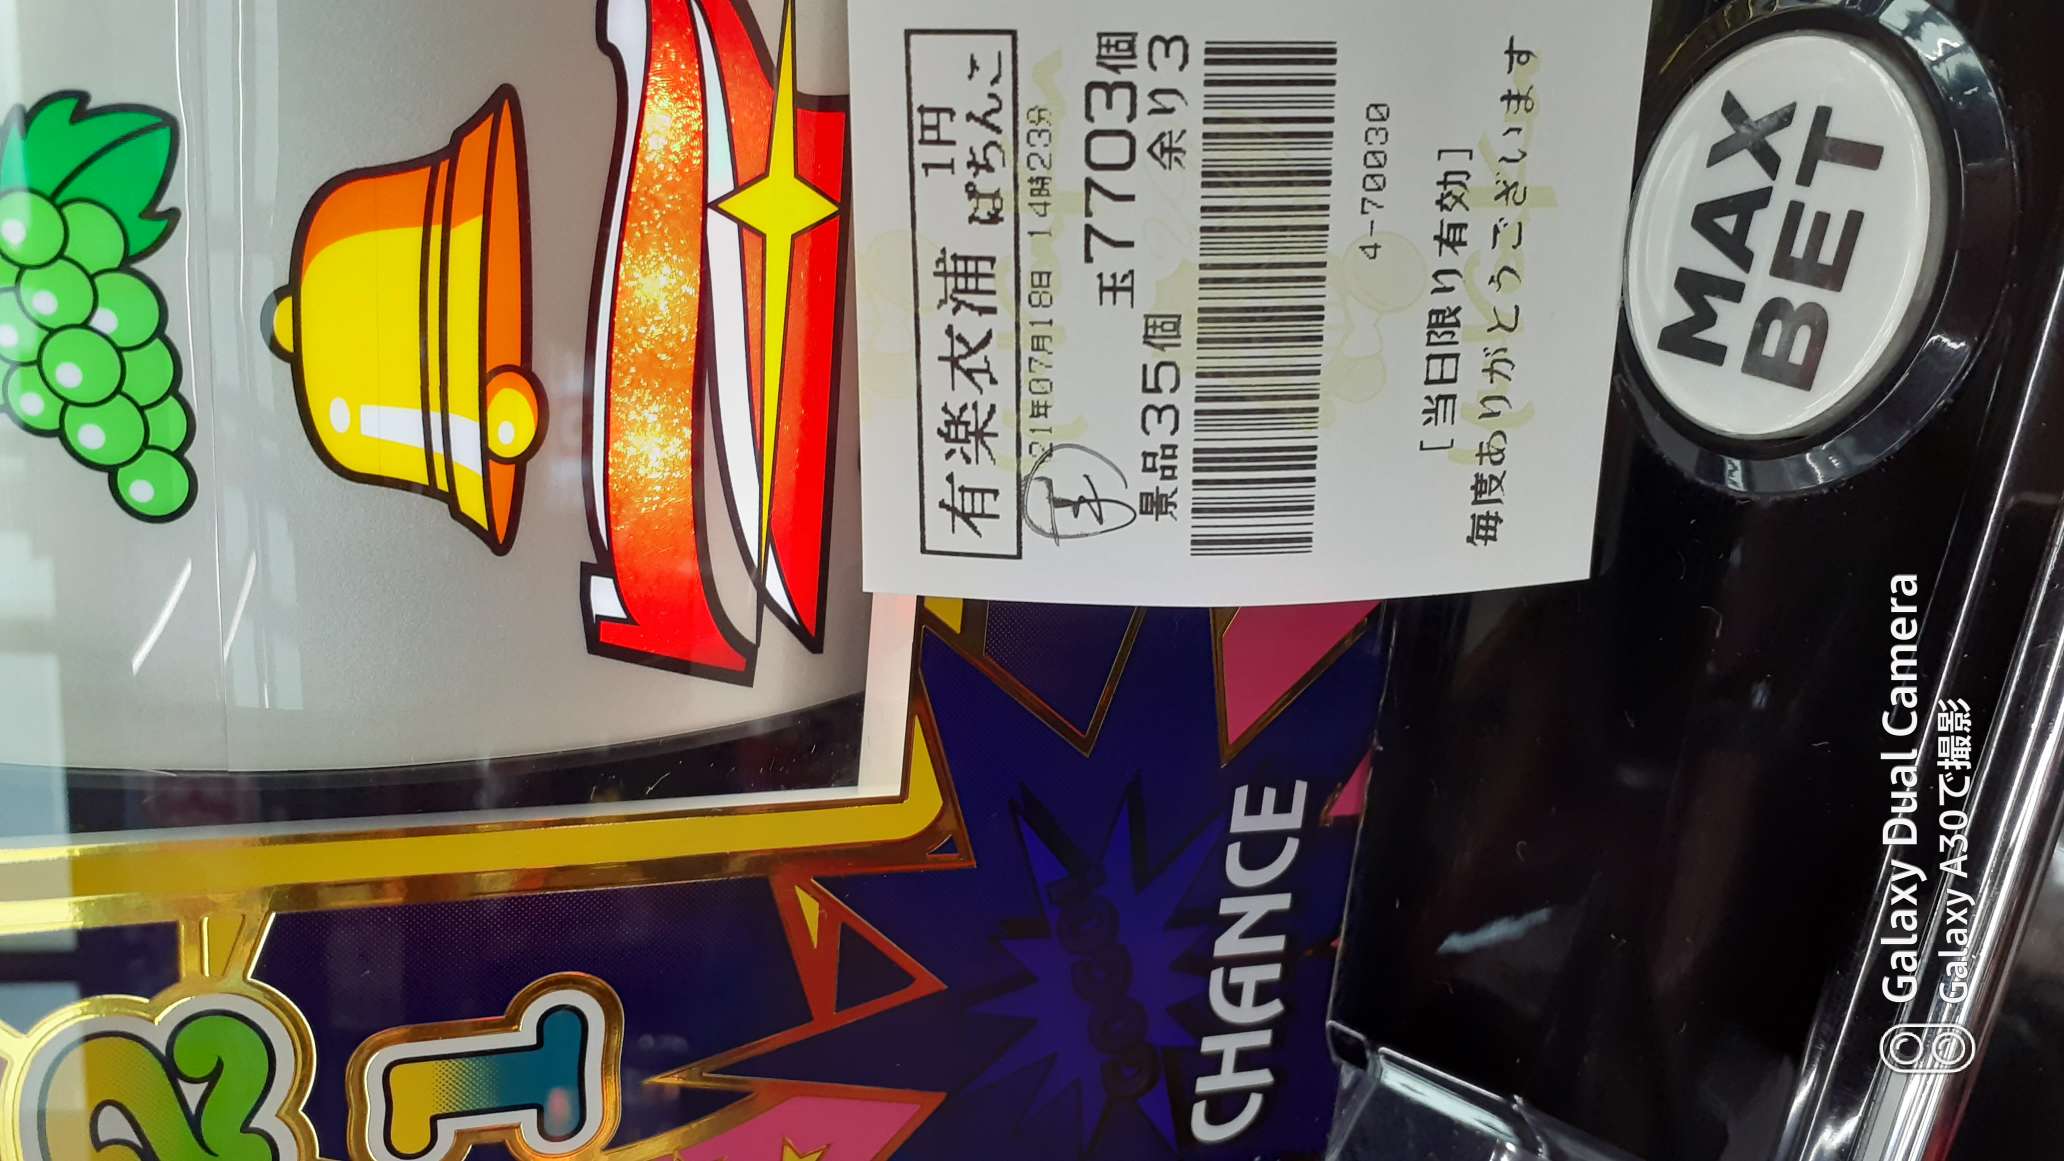 有楽衣浦 1円ぱちんこ
21年07月18日 14時23分
玉7703個
景品35個 余り3
4-70030
[当日限り有効]
毎度ありがとうございます
MAX
BET
CHANCE
2
1
7
Galaxy Dual Camera
Galaxy A30で撮影